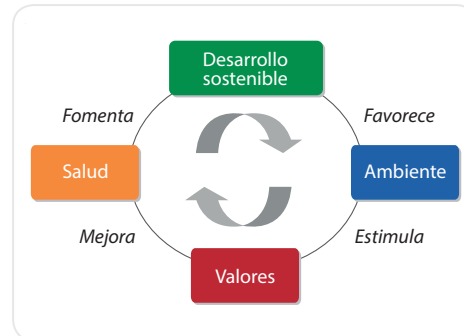 Desarrollo
sostenible
Fomenta
Favorece
Salud
Ambiente
Mejora
Estimula
Valores